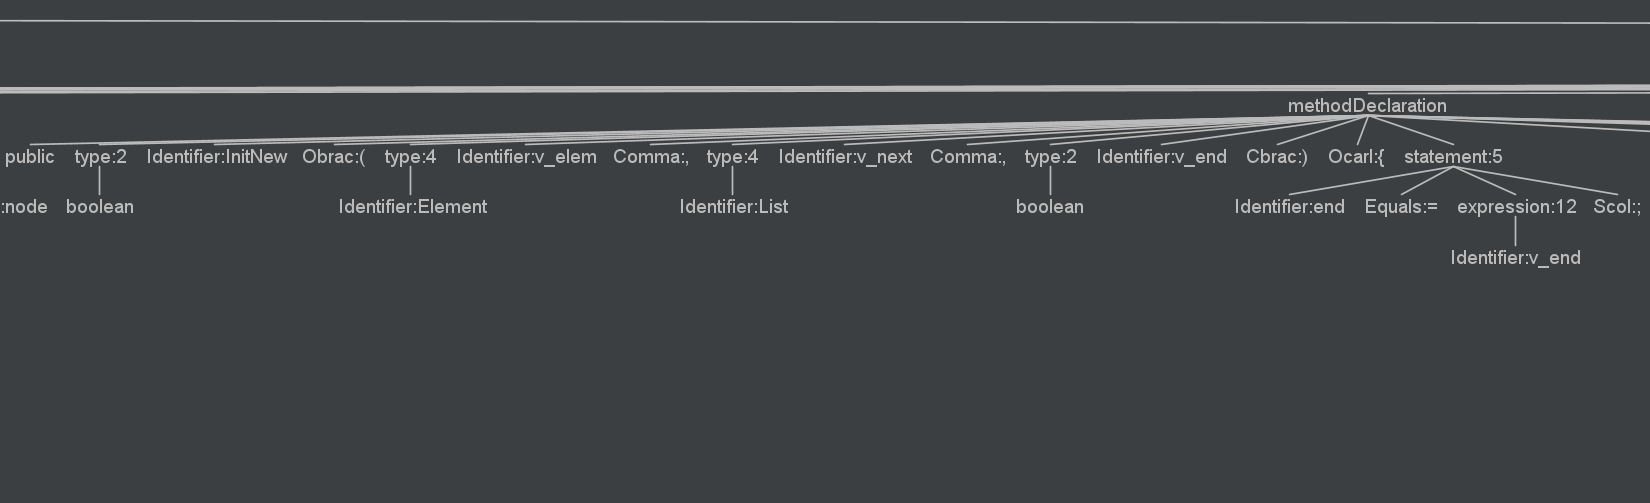 methodDeclaration
public type:2 Identifier:InitNew Obrac:( type:4 Identifier:v_elem Comma:, type:4 Identifier:v_next Comma:, type:2 Identifier:v_end Cbrac:) Ocarl:{ statement:5
:node boolean Identifier:Element Identifier:List boolean Identifier:end Equals:= expression:12 Scol:;
Identifier:v_end